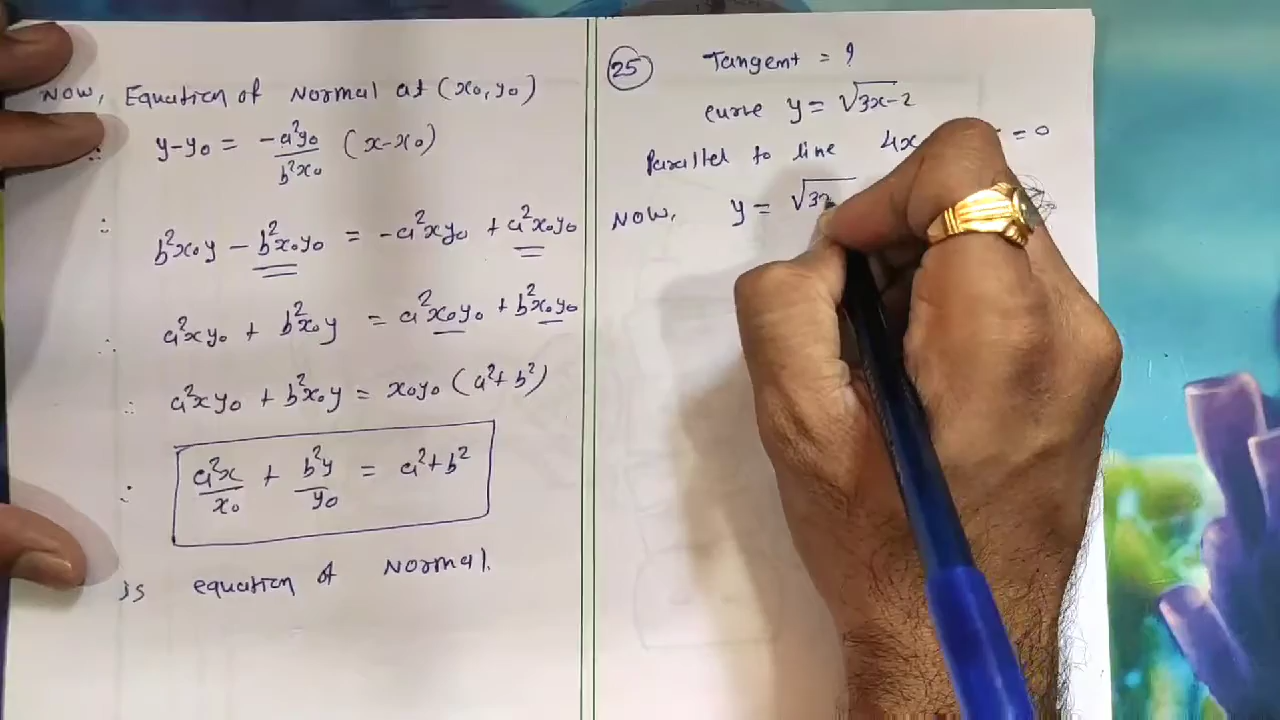 Now, Equation of Normal at (x₀, y₀)
∴ y-y₀ = -a²y₀/b²x₀ (x-x₀)
∴ b²x₀y - b²x₀y₀ = -a²xy₀ + a²x₀y₀
∴ a²xy₀ + b²x₀y = a²x₀y₀ + b²x₀y₀
∴ a²xy₀ + b²x₀y = x₀y₀ (a²+ b²)
∴ a²x/x₀ + b²y/y₀ = a²+b²
is equation of Normal.
25 Tangent = ?
curve y = √3x-2
Parallel to line 4x = 0
Now, y = √3x